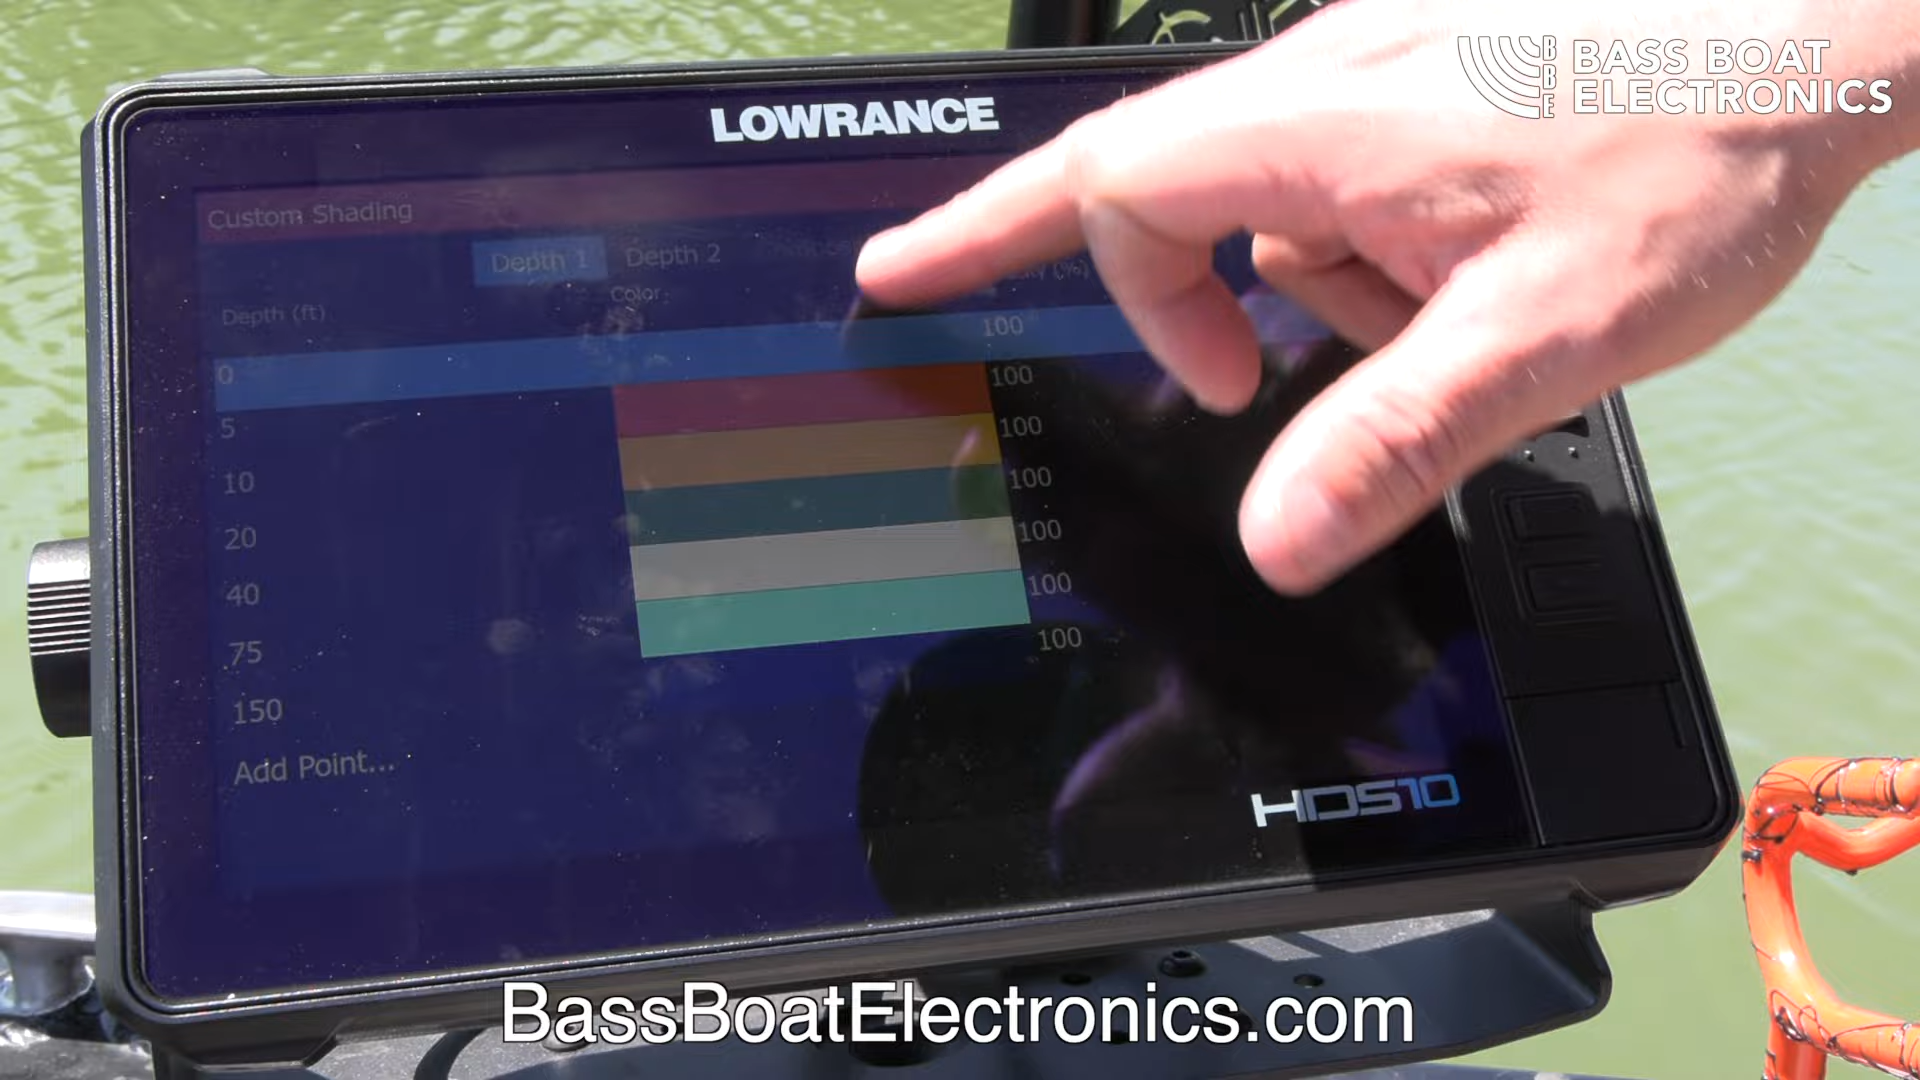 BBE
BASS BOAT
ELECTRONICS
LOWRANCE
Custom Shading
Depth 1 Depth 2
Depth (ft) Color (%)
0 100
5 100
10 100
20 100
40 100
75 100
150 100
Add Point...
HDS10
BassBoatElectronics.com